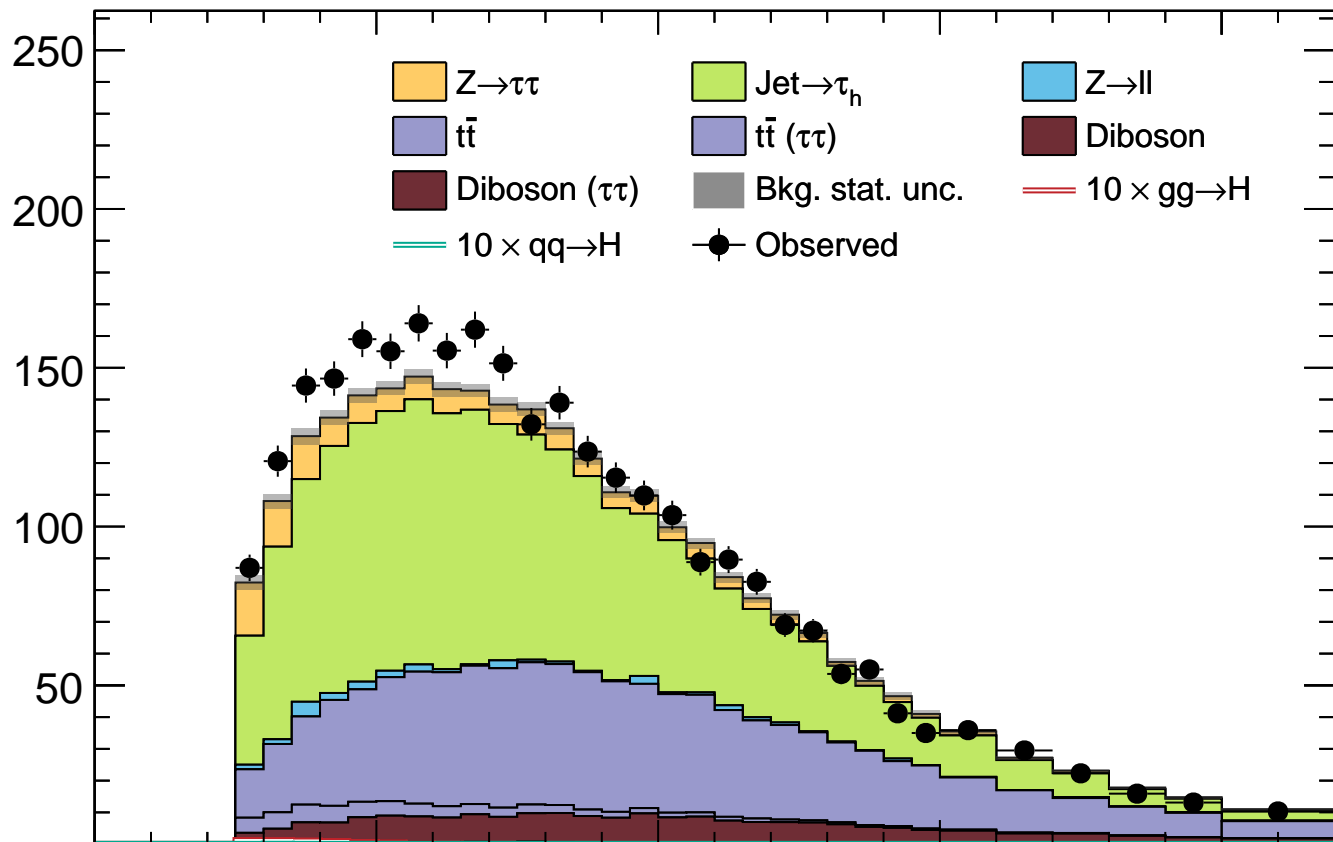 250
Z→ττ Jet→τh Z→ll
tt̄ tt̄ (ττ) Diboson
200
Diboson (ττ) Bkg. stat. unc. 10 × gg→H
10 × qq→H Observed
150
100
50